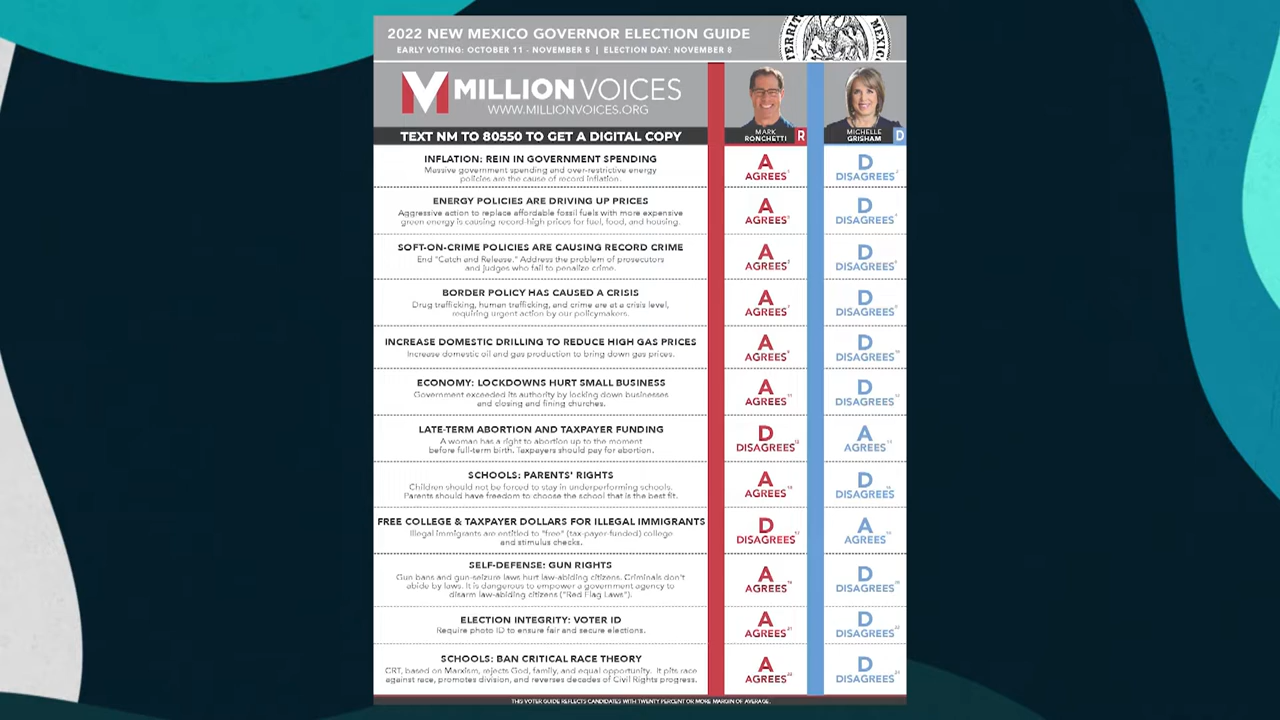 2022 NEW MEXICO GOVERNOR ELECTION GUIDE
EARLY VOTING: OCTOBER 11 - NOVEMBER 5 | ELECTION DAY: NOVEMBER 8
TERRIT
MEXIC
MILLION VOICES
WWW.MILLIONVOICES.ORG
TEXT NM TO 80550 TO GET A DIGITAL COPY
MARK
RONCHETTI
R
MICHELLE
GRISHAM
D
INFLATION: REIN IN GOVERNMENT SPENDING
Massive government spending and over-restrictive energy
policies are the cause of record inflation.
A
AGREES
D
DISAGREES
ENERGY POLICIES ARE DRIVING UP PRICES
Aggressive action to replace affordable fossil fuels with more expensive
green energy is causing record-high prices for fuel, food, and housing.
A
AGREES
D
DISAGREES
SOFT-ON-CRIME POLICIES ARE CAUSING RECORD CRIME
End "Catch and Release." Address the problem of prosecutors
and judges who fail to penalize crime.
A
AGREES
D
DISAGREES
BORDER POLICY HAS CAUSED A CRISIS
Drug trafficking, human trafficking, and crime are at a crisis level,
requiring urgent action by our policymakers.
A
AGREES
D
DISAGREES
INCREASE DOMESTIC DRILLING TO REDUCE HIGH GAS PRICES
Increase domestic oil and gas production to bring down gas prices.
A
AGREES
D
DISAGREES
ECONOMY: LOCKDOWNS HURT SMALL BUSINESS
Government exceeded its authority by locking down businesses
and closing and fining churches.
A
AGREES
D
DISAGREES
LATE-TERM ABORTION AND TAXPAYER FUNDING
A woman has a right to abortion up to the moment
before full-term birth. Taxpayers should pay for abortion.
D
DISAGREES
A
AGREES
SCHOOLS: PARENTS' RIGHTS
Children should not be forced to stay in underperforming schools.
Parents should have freedom to choose the school that is the best fit.
A
AGREES
D
DISAGREES
FREE COLLEGE & TAXPAYER DOLLARS FOR ILLEGAL IMMIGRANTS
Illegal immigrants are entitled to "free" (tax-payer-funded) college
and stimulus checks.
D
DISAGREES
A
AGREES
SELF-DEFENSE: GUN RIGHTS
Gun bans and gun-seizure laws hurt law-abiding citizens. Criminals don't
abide by laws. It is dangerous to empower a government agency to
disarm law-abiding citizens ("Red Flag Laws").
A
AGREES
D
DISAGREES
ELECTION INTEGRITY: VOTER ID
Require photo ID to ensure fair and secure elections.
A
AGREES
D
DISAGREES
SCHOOLS: BAN CRITICAL RACE THEORY
CRT, based on Marxism, rejects God, family, and equal opportunity. It pits race
against race, promotes division, and reverses decades of Civil Rights progress.
A
AGREES
D
DISAGREES
THIS VOTER GUIDE REFLECTS CANDIDATES WITH TWENTY PERCENT OR MORE MARGIN OF AVERAGE.